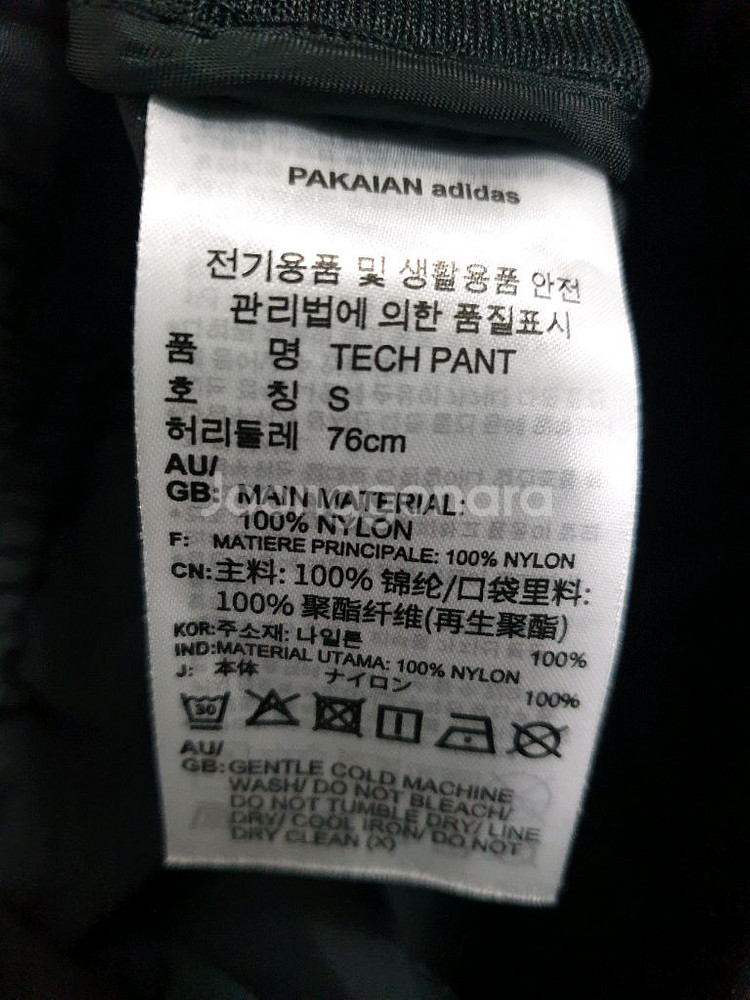 PAKAIAN adidas
전기용품 및 생활용품 안전
관리법에 의한 품질표시
품 명 TECH PANT
호 칭 S
허리둘레 76cm
AU/
GB: MAIN MATERIAL:
100% NYLON
F: MATIERE PRINCIPALE: 100% NYLON
CN:主料: 100% 锦纶/口袋里料:
100% 聚酯纤维(再生聚酯)
KOR:주소재: 나일론 100%
IND:MATERIAL UTAMA: 100% NYLON
J: 本体 ナイロン 100%
30
AU/
GB:GENTLE COLD MACHINE
WASH/ DO NOT BLEACH/
DO NOT TUMBLE DRY/ LINE
DRY/ COOL IRON/ DO NOT
DRY CLEAN (X)
Joonggonara